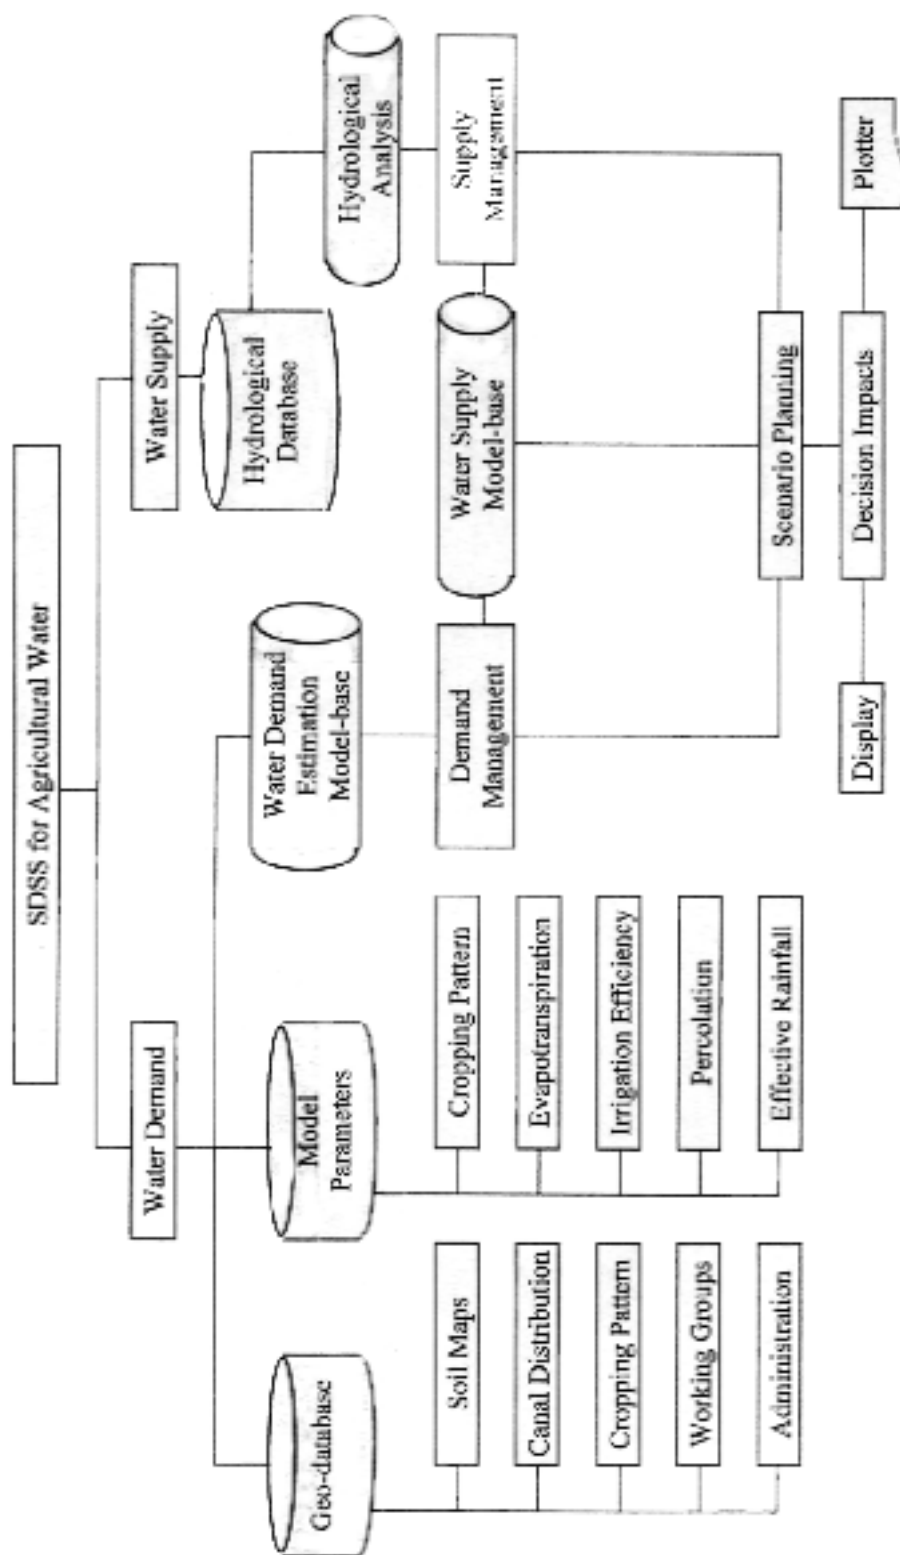 SDSS for Agricultural Water
Water Demand
Water Supply
Geo-database
Model
Parameters
Water Demand
Estimation
Model-base
Hydrological
Database
Hydrological
Analysis
Soil Maps
Canal Distribution
Cropping Pattern
Working Groups
Administration
Cropping Pattern
Evapotranspiration
Irrigation Efficiency
Percolation
Effective Rainfall
Demand
Management
Water Supply
Model-base
Supply
Management
Scenario Planning
Display
Decision Impacts
Plotter